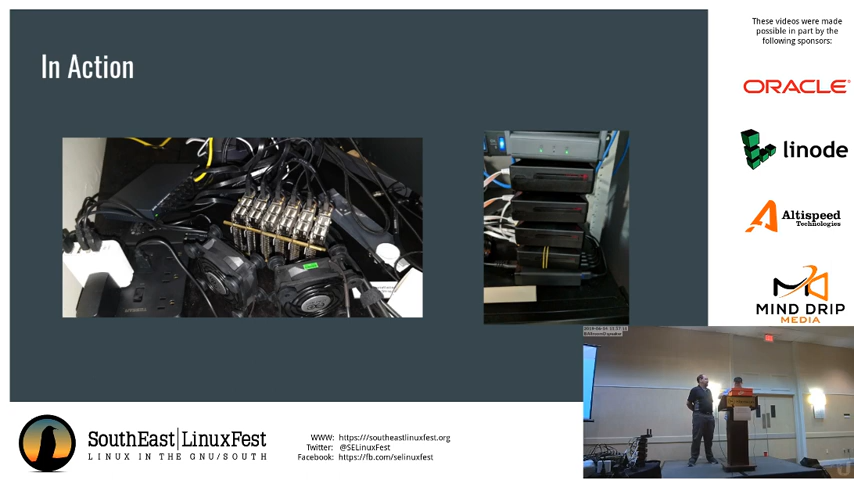 In Action
These videos were made
possible in part by the
following sponsors:
ORACLE
linode
Altispeed
Technologies
MIND DRIP
MEDIA
SouthEast LinuxFest
LINUX IN THE GNU/SOUTH
WWW: https:///southeastlinuxfest.org
Twitter: @SELinuxFest
Facebook: https://fb.com/selinuxfest